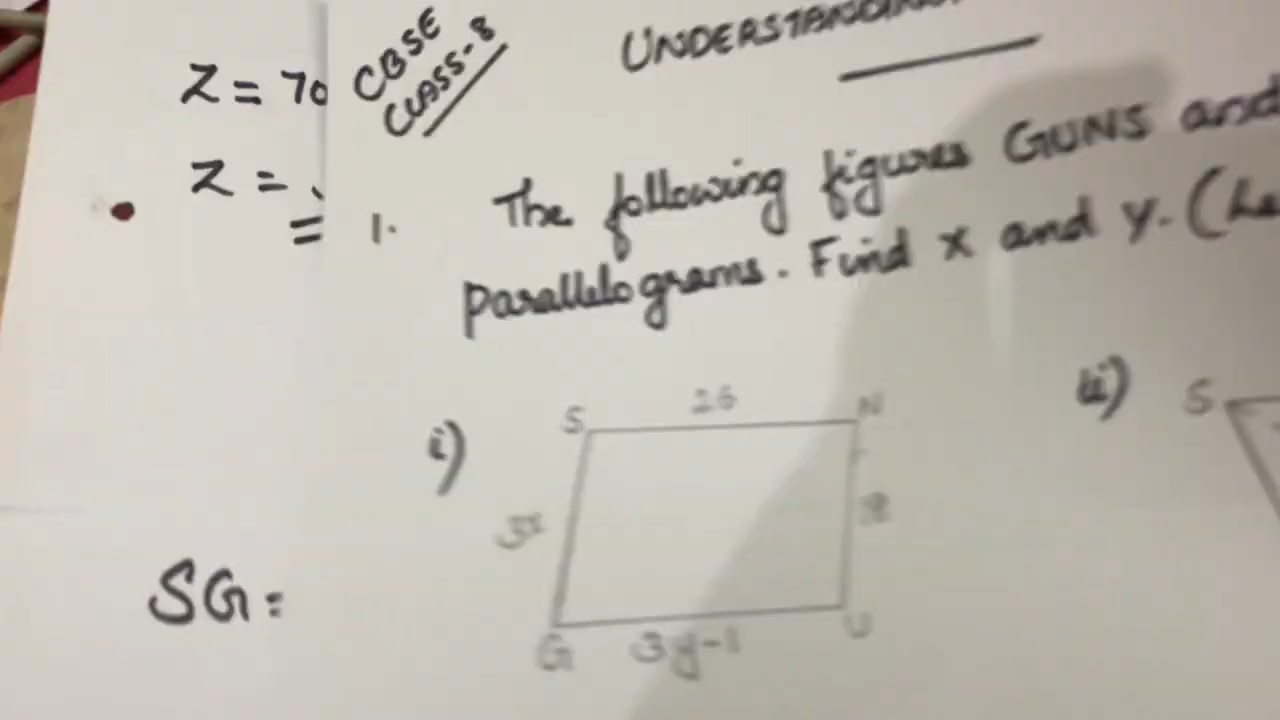 Z = 70
CBSE
CLASS-8
Z =
= 1.
The following figures GUNS and
Parallelograms. Find x and y. (Le
i)
S
26
N
3x
18
G
3y-1
U
ii)
S
SG =